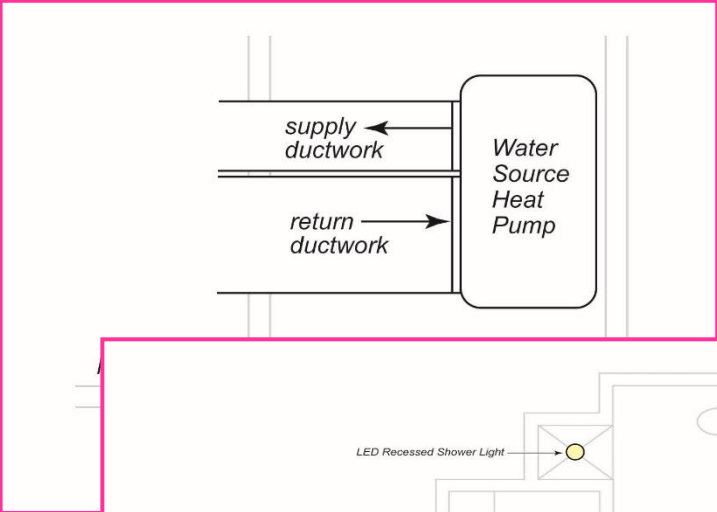 supply
ductwork
Water
Source
Heat
Pump
return
ductwork
LED Recessed Shower Light